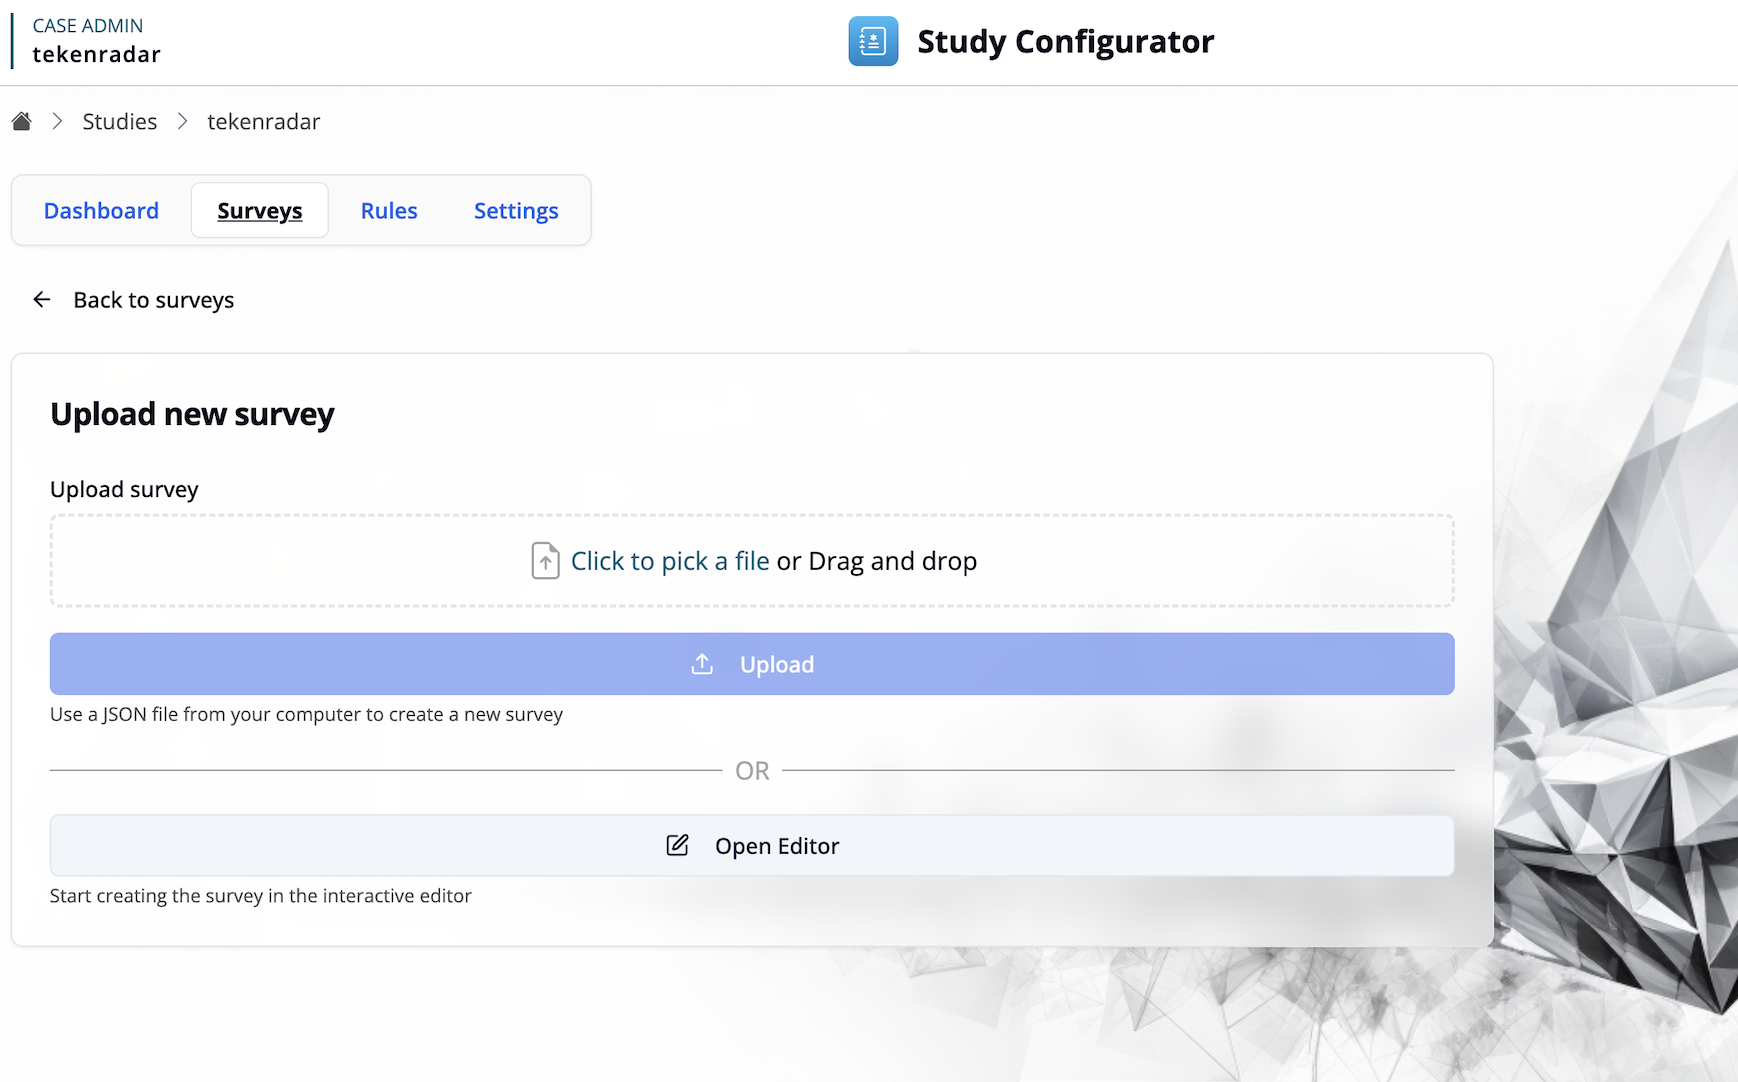 CASE ADMIN
tekenradar
Study Configurator
Studies
tekenradar
Dashboard
Surveys
Rules
Settings
Back to surveys
Upload new survey
Upload survey
Click to pick a file or Drag and drop
Upload
Use a JSON file from your computer to create a new survey
OR
Open Editor
Start creating the survey in the interactive editor